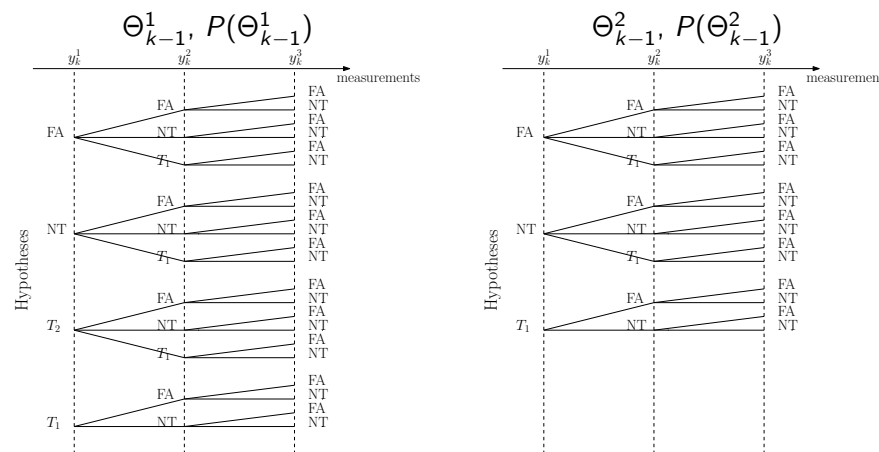 Θ¹ₖ₋₁, P(Θ¹ₖ₋₁)
y¹ₖ y²ₖ y³ₖ
measurements
Hypotheses
FA
FA
FA
NT
NT
FA
NT
T₁
FA
NT
NT
FA
FA
NT
NT
FA
NT
T₁
FA
NT
T₂
FA
FA
NT
NT
FA
NT
T₁
FA
NT
T₁
FA
FA
NT
NT
FA
NT
Θ²ₖ₋₁, P(Θ²ₖ₋₁)
y¹ₖ y²ₖ y³ₖ
measuremen
Hypotheses
FA
FA
FA
NT
NT
FA
NT
T₁
FA
NT
NT
FA
FA
NT
NT
FA
NT
T₁
FA
NT
T₁
FA
FA
NT
NT
FA
NT